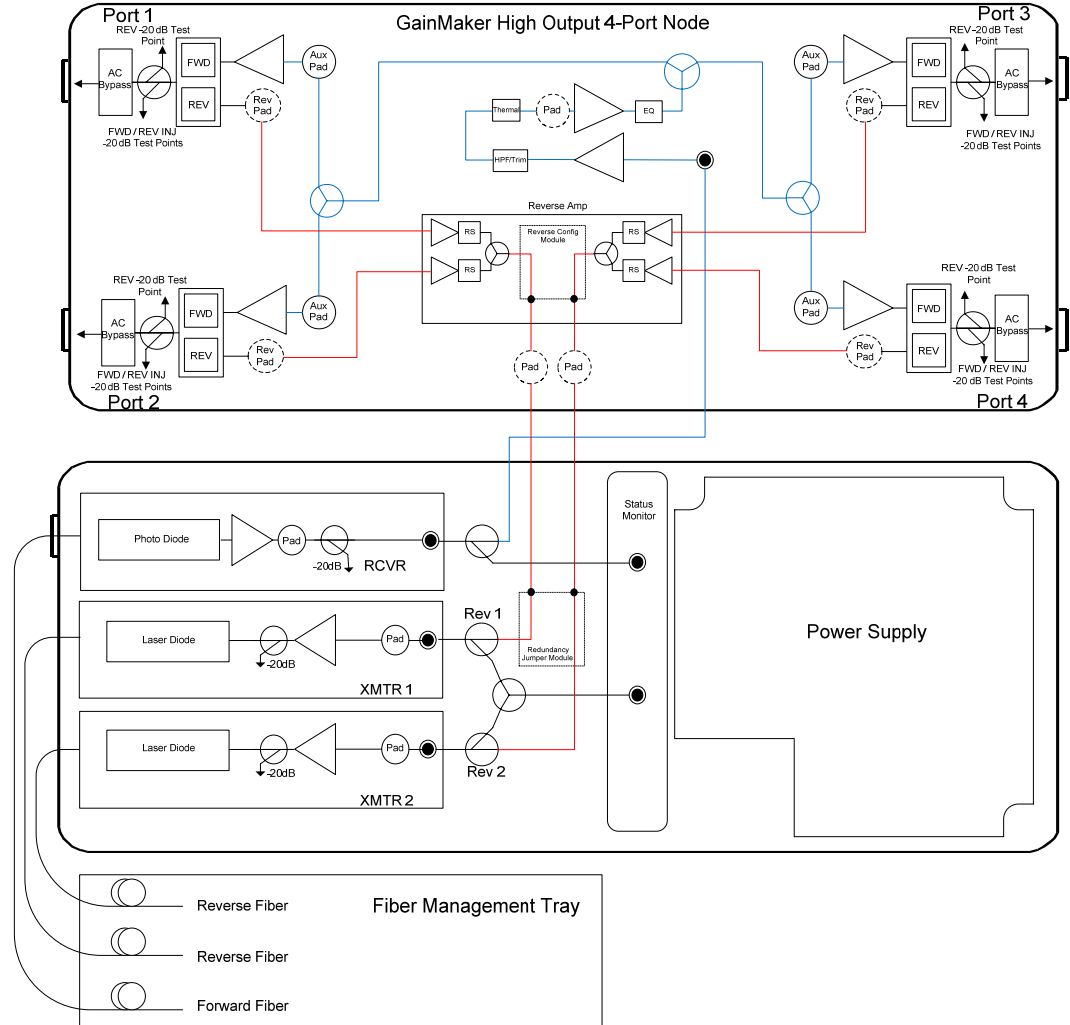 GainMaker High Output 4-Port Node
Port 1
REV -20 dB Test
Point
AC
Bypass
FWD
REV
Aux
Pad
Rev
Pad
FWD / REV INJ
-20 dB Test Points
Port 3
REV -20 dB Test
Point
Aux
Pad
FWD
REV
Rev
Pad
AC
Bypass
FWD / REV INJ
-20 dB Test Points
Thermal
Pad
EQ
HPF/Trim
Reverse Amp
RS
RS
Reverse Config
Module
RS
RS
REV -20 dB Test
Point
AC
Bypass
FWD
REV
Aux
Pad
Rev
Pad
FWD / REV INJ
-20 dB Test Points
Port 2
Pad
Pad
REV -20 dB Test
Point
Aux
Pad
FWD
REV
Rev
Pad
AC
Bypass
FWD / REV INJ
-20 dB Test Points
Port 4
Photo Diode
Pad
-20dB
RCVR
Status
Monitor
Laser Diode
-20dB
Pad
XMTR 1
Rev 1
Redundancy
Jumper Module
Power Supply
Laser Diode
-20dB
Pad
XMTR 2
Rev 2
Reverse Fiber
Fiber Management Tray
Reverse Fiber
Forward Fiber